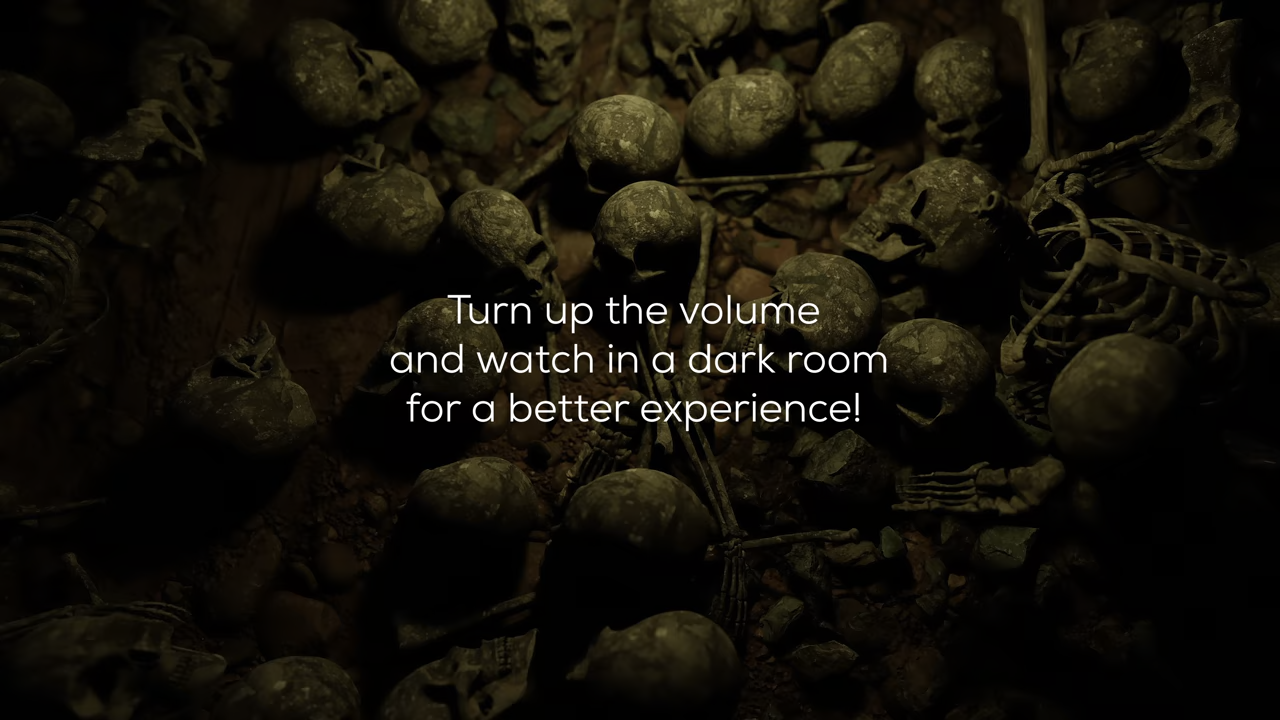 Turn up the volume
and watch in a dark room
for a better experience!